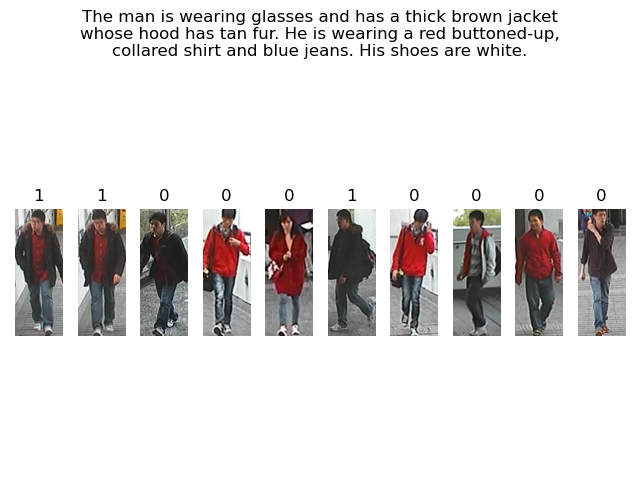 The man is wearing glasses and has a thick brown jacket
whose hood has tan fur. He is wearing a red buttoned-up,
collared shirt and blue jeans. His shoes are white.
1 1 0 0 0 1 0 0 0 0